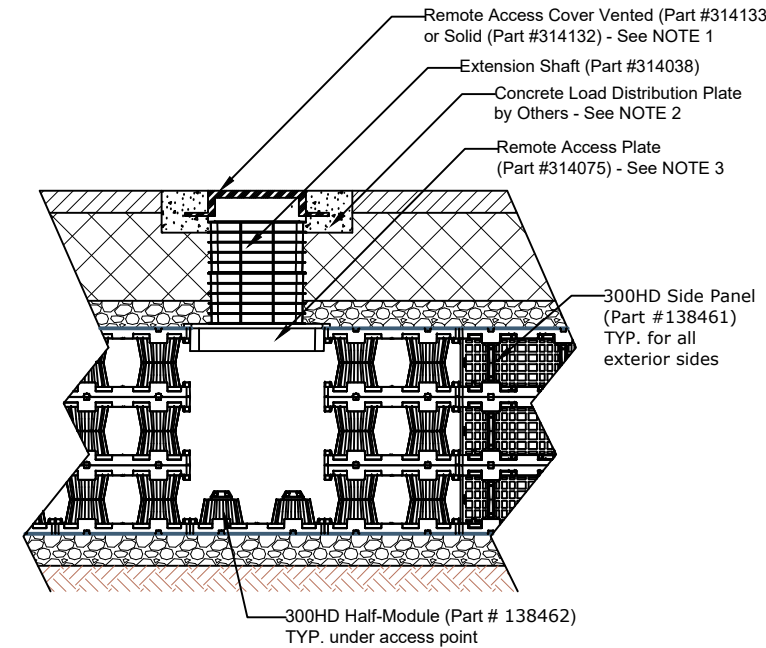 Remote Access Cover Vented (Part #314133
or Solid (Part #314132) - See NOTE 1
Extension Shaft (Part #314038)
Concrete Load Distribution Plate
by Others - See NOTE 2
Remote Access Plate
(Part #314075) - See NOTE 3
300HD Side Panel
(Part #138461)
TYP. for all
exterior sides
300HD Half-Module (Part # 138462)
TYP. under access point